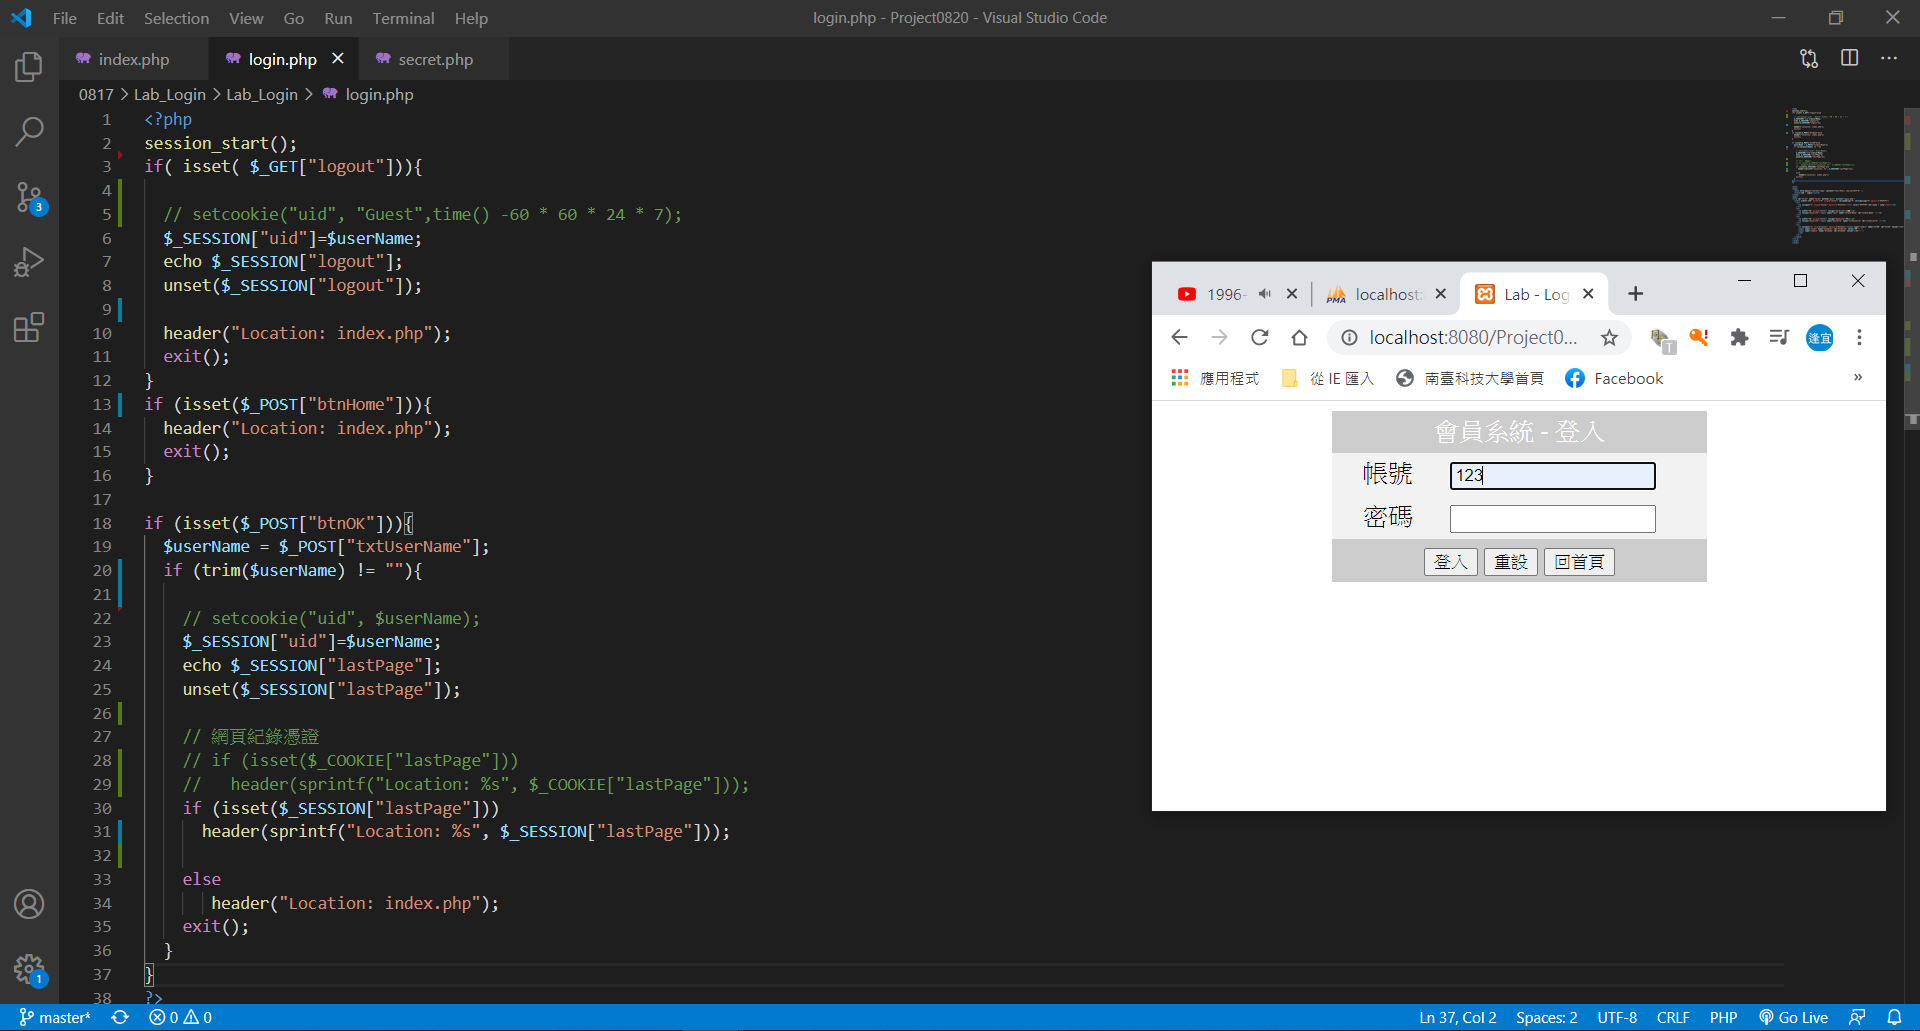 File Edit Selection View Go Run Terminal Help
login.php - Project0820 - Visual Studio Code
index.php
login.php
secret.php
0817 > Lab_Login > Lab_Login > login.php
1 <?php
2 session_start();
3 if( isset( $_GET["logout"])){
4
5 // setcookie("uid", "Guest",time() -60 * 60 * 24 * 7);
6 $_SESSION["uid"]=$userName;
7 echo $_SESSION["logout"];
8 unset($_SESSION["logout"]);
9
10 header("Location: index.php");
11 exit();
12 }
13 if (isset($_POST["btnHome"])){
14 header("Location: index.php");
15 exit();
16 }
17
18 if (isset($_POST["btnOK"])){
19 $userName = $_POST["txtUserName"];
20 if (trim($userName) != ""){
21
22 // setcookie("uid", $userName);
23 $_SESSION["uid"]=$userName;
24 echo $_SESSION["lastPage"];
25 unset($_SESSION["lastPage"]);
26
27 // 網頁紀錄憑證
28 // if (isset($_COOKIE["lastPage"]))
29 //   header(sprintf("Location: %s", $_COOKIE["lastPage"]));
30 if (isset($_SESSION["lastPage"]))
31 header(sprintf("Location: %s", $_SESSION["lastPage"]));
32
33 else
34 header("Location: index.php");
35 exit();
36 }
37 }
38 ?>
3
1
1996-
localhost:
PMA
Lab - Log
localhost:8080/Project0...
T
逢宜
應用程式
從 IE 匯入
南臺科技大學首頁
Facebook
»
會員系統 - 登入
帳號 123
密碼
登入 重設 回首頁
master* 0 0
Ln 37, Col 2 Spaces: 2 UTF-8 CRLF PHP Go Live